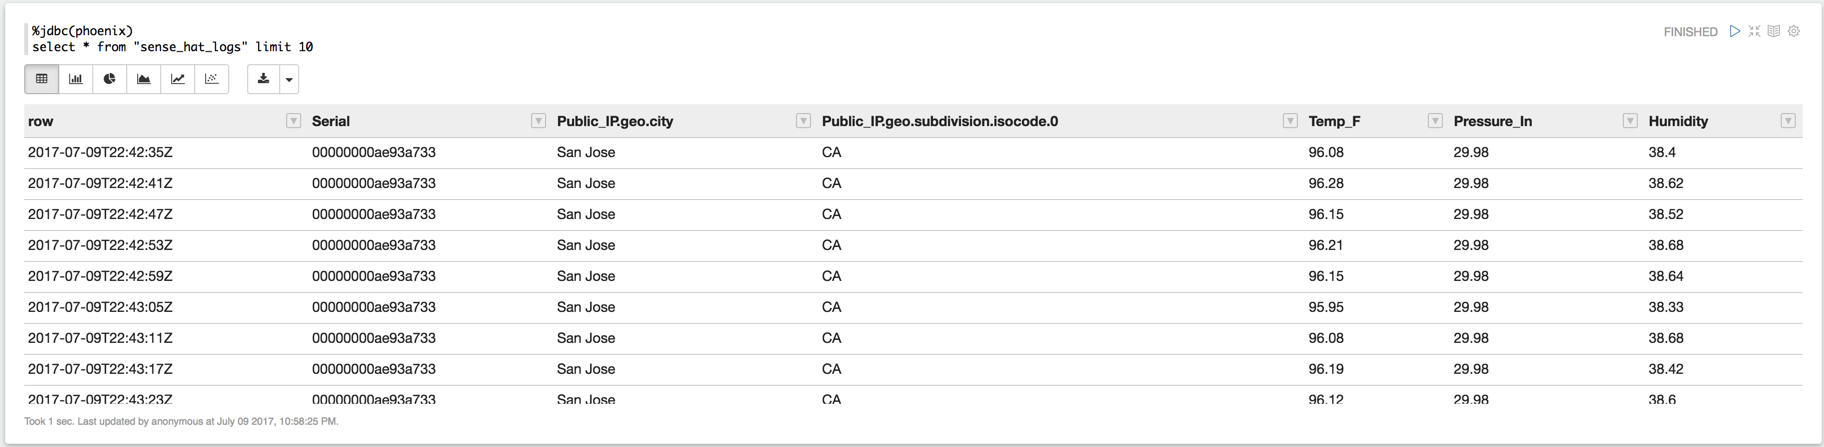 %jdbc(phoenix)
FINISHED
select * from "sense_hat_logs" limit 10
row Serial Public_IP.geo.city Public_IP.geo.subdivision.isocode.0 Temp_F Pressure_In Humidity
2017-07-09T22:42:35Z 00000000ae93a733 San Jose CA 96.08 29.98 38.4
2017-07-09T22:42:41Z 00000000ae93a733 San Jose CA 96.28 29.98 38.62
2017-07-09T22:42:47Z 00000000ae93a733 San Jose CA 96.15 29.98 38.52
2017-07-09T22:42:53Z 00000000ae93a733 San Jose CA 96.21 29.98 38.68
2017-07-09T22:42:59Z 00000000ae93a733 San Jose CA 96.15 29.98 38.64
2017-07-09T22:43:05Z 00000000ae93a733 San Jose CA 95.95 29.98 38.33
2017-07-09T22:43:11Z 00000000ae93a733 San Jose CA 96.08 29.98 38.68
2017-07-09T22:43:17Z 00000000ae93a733 San Jose CA 96.19 29.98 38.42
2017-07-09T22:43:23Z 00000000ae93a733 San Jose CA 96.12 29.98 38.6
Took 1 sec. Last updated by anonymous at July 09 2017, 10:58:25 PM.